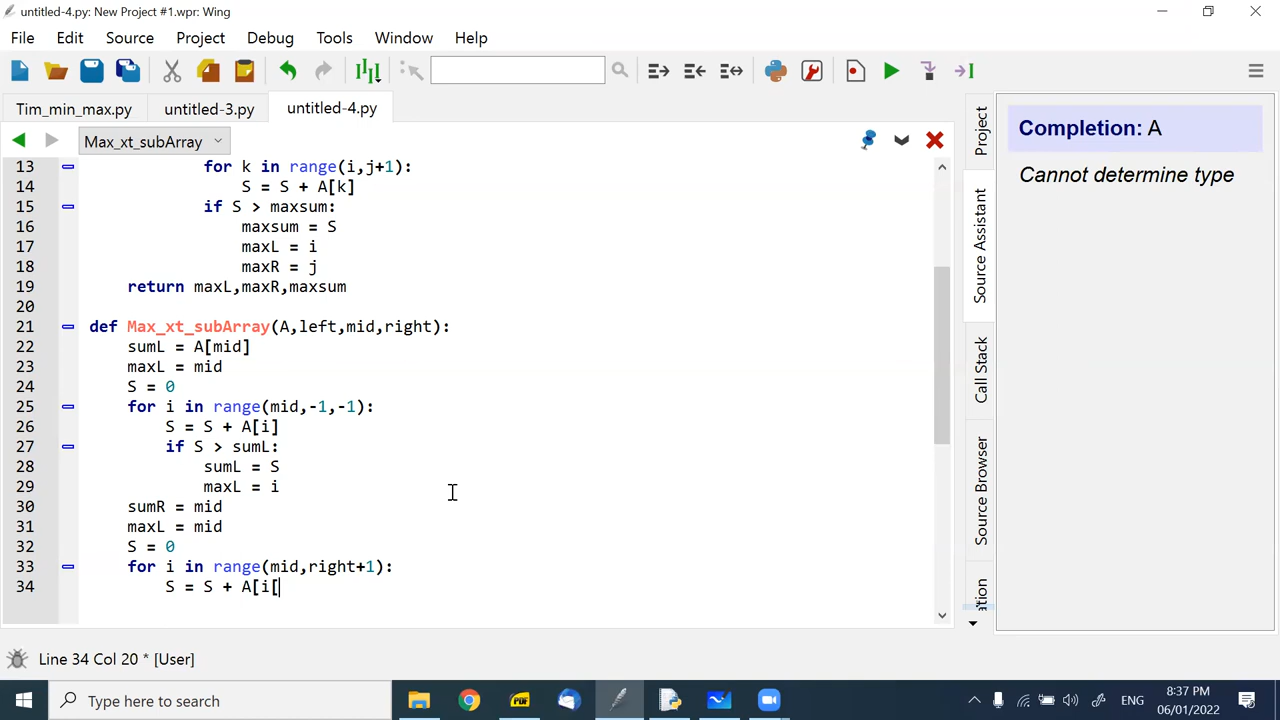 untitled-4.py: New Project #1.wpr: Wing
File Edit Source Project Debug Tools Window Help
Tim_min_max.py untitled-3.py untitled-4.py
Max_xt_subArray
13 for k in range(i,j+1):
14 S = S + A[k]
15 if S > maxsum:
16 maxsum = S
17 maxL = i
18 maxR = j
19 return maxL,maxR,maxsum
20
21 def Max_xt_subArray(A,left,mid,right):
22 sumL = A[mid]
23 maxL = mid
24 S = 0
25 for i in range(mid,-1,-1):
26 S = S + A[i]
27 if S > sumL:
28 sumL = S
29 maxL = i
30 sumR = mid
31 maxL = mid
32 S = 0
33 for i in range(mid,right+1):
34 S = S + A[i[
Project
Source Assistant
Call Stack
Source Browser
Completion: A
Cannot determine type
Line 34 Col 20 * [User]
Type here to search
PDF
ENG
8:37 PM
06/01/2022